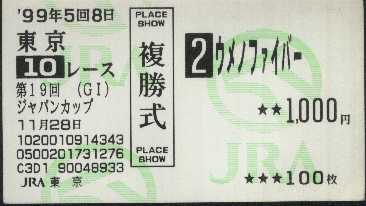 '99年5回8日
東京
10レース
第19回 (GI)
ジャパンカップ
11月28日
1020010914343
0500201731276
C3D1 90048933
JRA 東 京
PLACE
SHOW
複勝式
PLACE
SHOW
2 ウメノファイバー
★★1,000円
JRA
★★★100枚